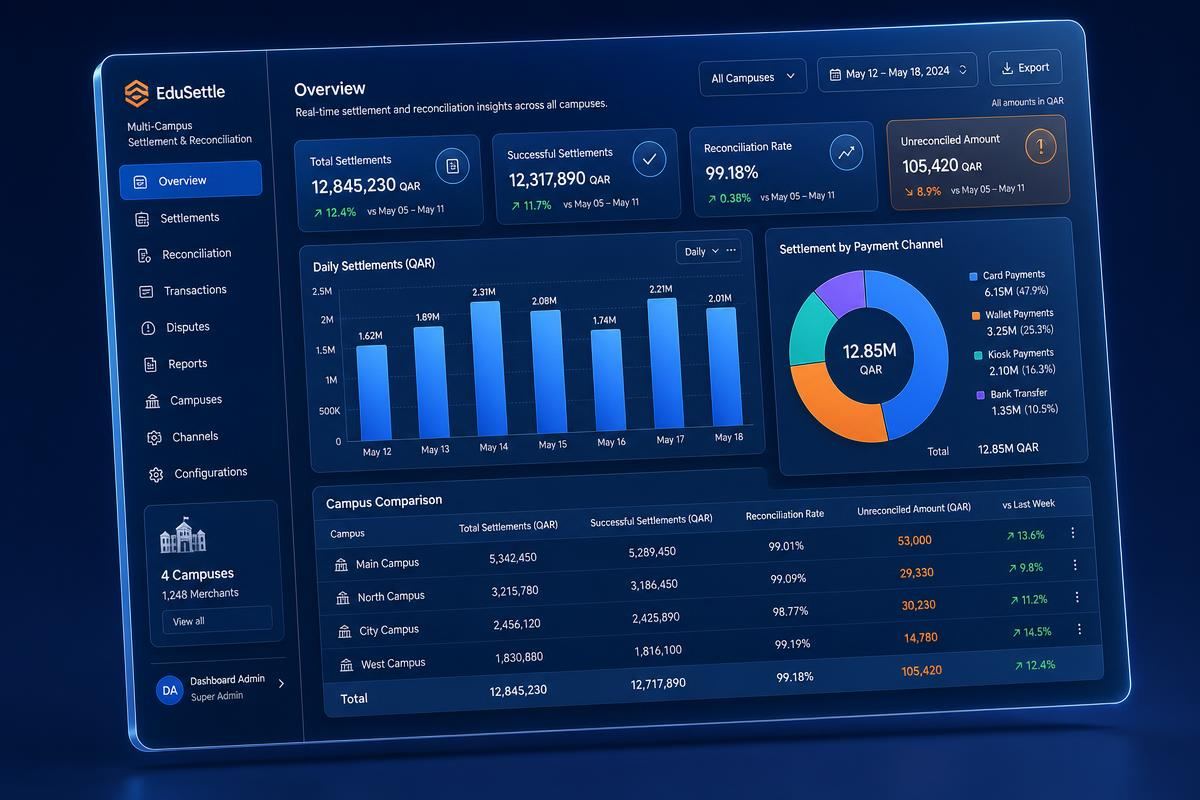 EduSettle
Multi-Campus
Settlement & Reconciliation
Overview
Settlements
Reconciliation
Transactions
Disputes
Reports
Campuses
Channels
Configurations
4 Campuses
1,248 Merchants
View all
DA
Dashboard Admin
Super Admin
Overview
Real-time settlement and reconciliation insights across all campuses.
All Campuses
May 12 – May 18, 2024
Export
All amounts in QAR
Total Settlements
12,845,230 QAR
↗ 12.4% vs May 05 – May 11
Successful Settlements
12,317,890 QAR
↗ 11.7% vs May 05 – May 11
Reconciliation Rate
99.18%
↗ 0.38% vs May 05 – May 11
Unreconciled Amount
105,420 QAR
↘ 8.9% vs May 05 – May 11
!
Daily Settlements (QAR)
Daily
2.5M
2M
1.5M
1M
500K
0
1.62M
1.89M
2.31M
2.08M
1.74M
2.21M
2.01M
May 12
May 13
May 14
May 15
May 16
May 17
May 18
Settlement by Payment Channel
12.85M
QAR
Card Payments
6.15M (47.9%)
Wallet Payments
3.25M (25.3%)
Kiosk Payments
2.10M (16.3%)
Bank Transfer
1.35M (10.5%)
Total 12.85M QAR
Campus Comparison
Campus Total Settlements (QAR) Successful Settlements (QAR) Reconciliation Rate Unreconciled Amount (QAR) vs Last Week
Main Campus 5,342,450 5,289,450 99.01% 53,000 ↗ 13.6%
North Campus 3,215,780 3,186,450 99.09% 29,330 ↗ 9.8%
City Campus 2,456,120 2,425,890 98.77% 30,230 ↗ 11.2%
West Campus 1,830,880 1,816,100 99.19% 14,780 ↗ 14.5%
Total 12,845,230 12,717,890 99.18% 105,420 ↗ 12.4%